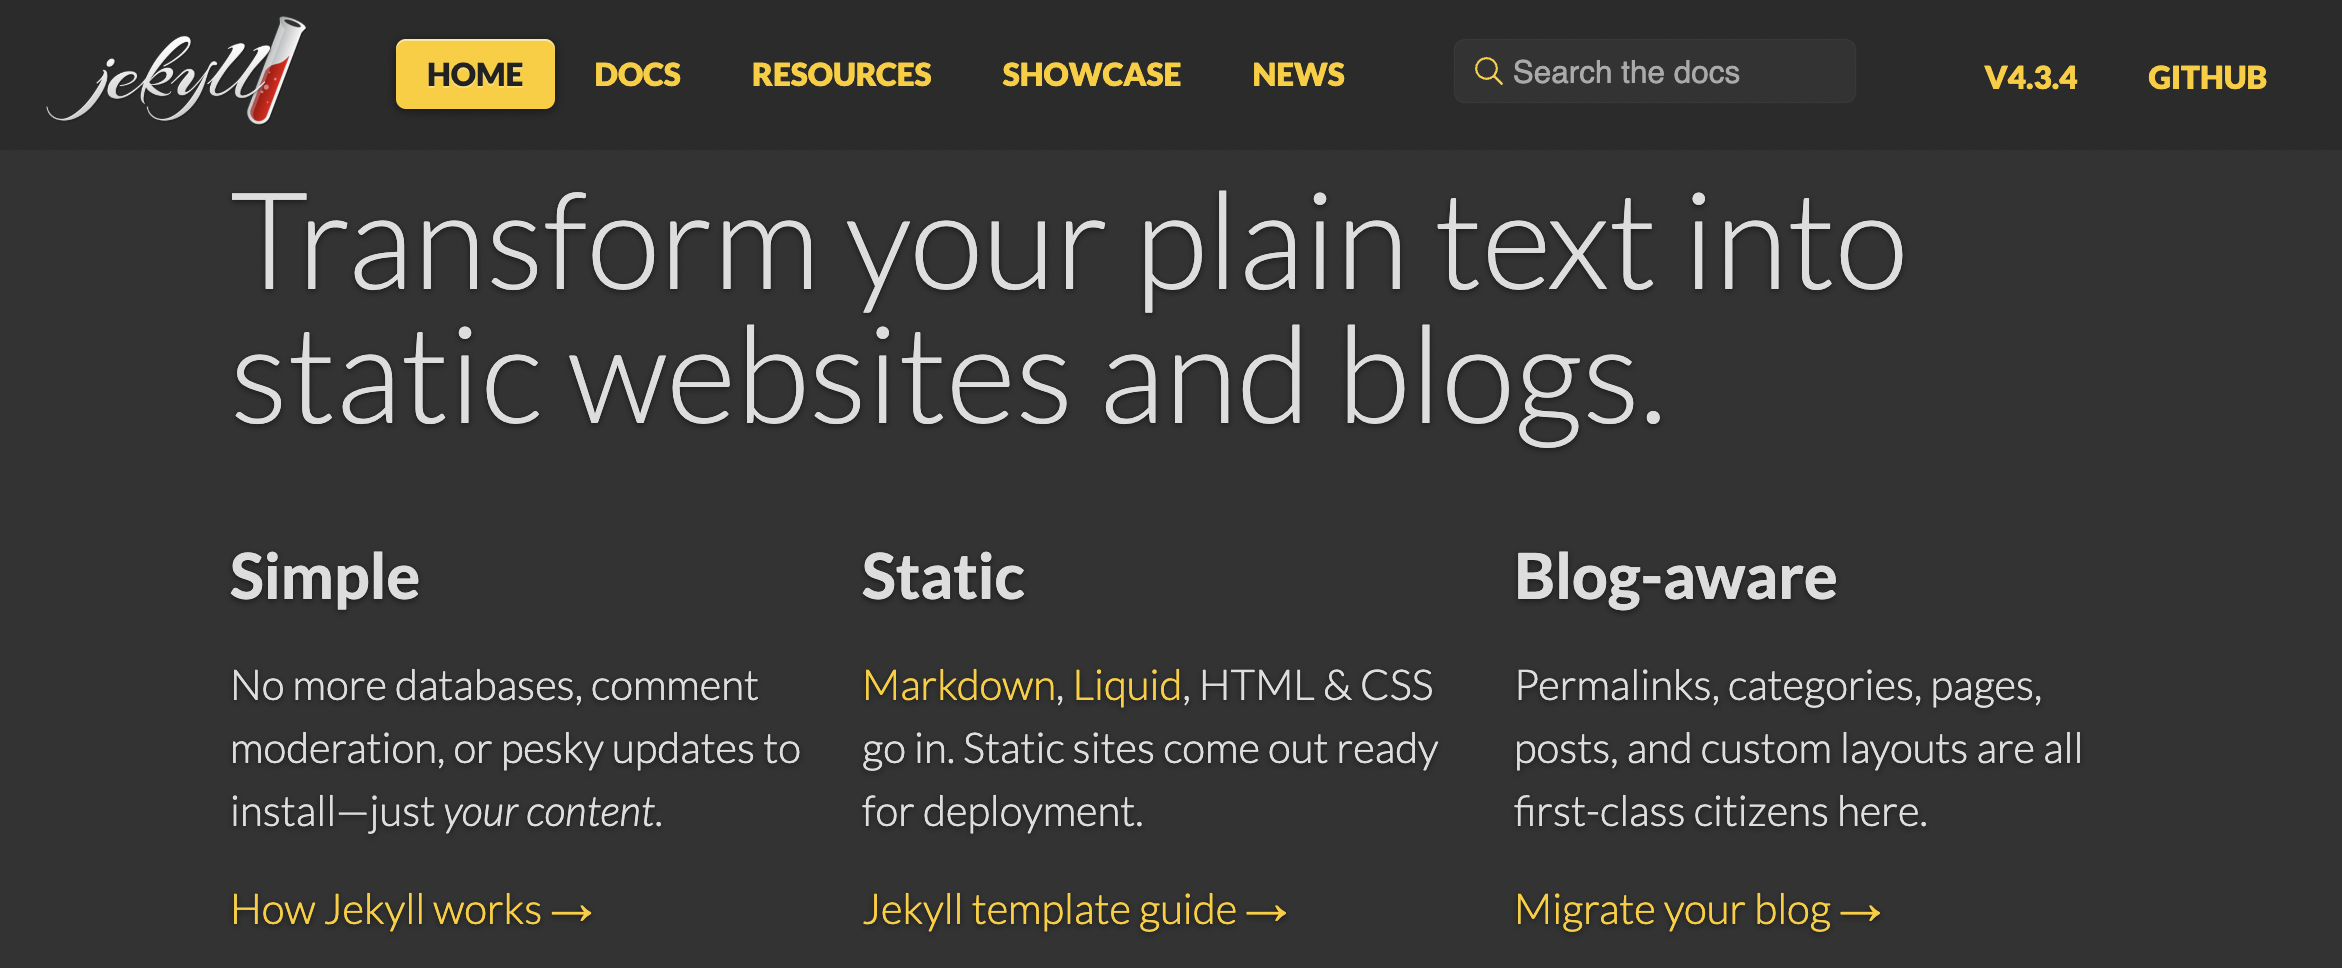 jekyll
HOME
DOCS
RESOURCES
SHOWCASE
NEWS
Search the docs
V4.3.4
GITHUB
Transform your plain text into
static websites and blogs.
Simple
No more databases, comment
moderation, or pesky updates to
install—just your content.
How Jekyll works →
Static
Markdown, Liquid, HTML & CSS
go in. Static sites come out ready
for deployment.
Jekyll template guide →
Blog-aware
Permalinks, categories, pages,
posts, and custom layouts are all
first-class citizens here.
Migrate your blog →